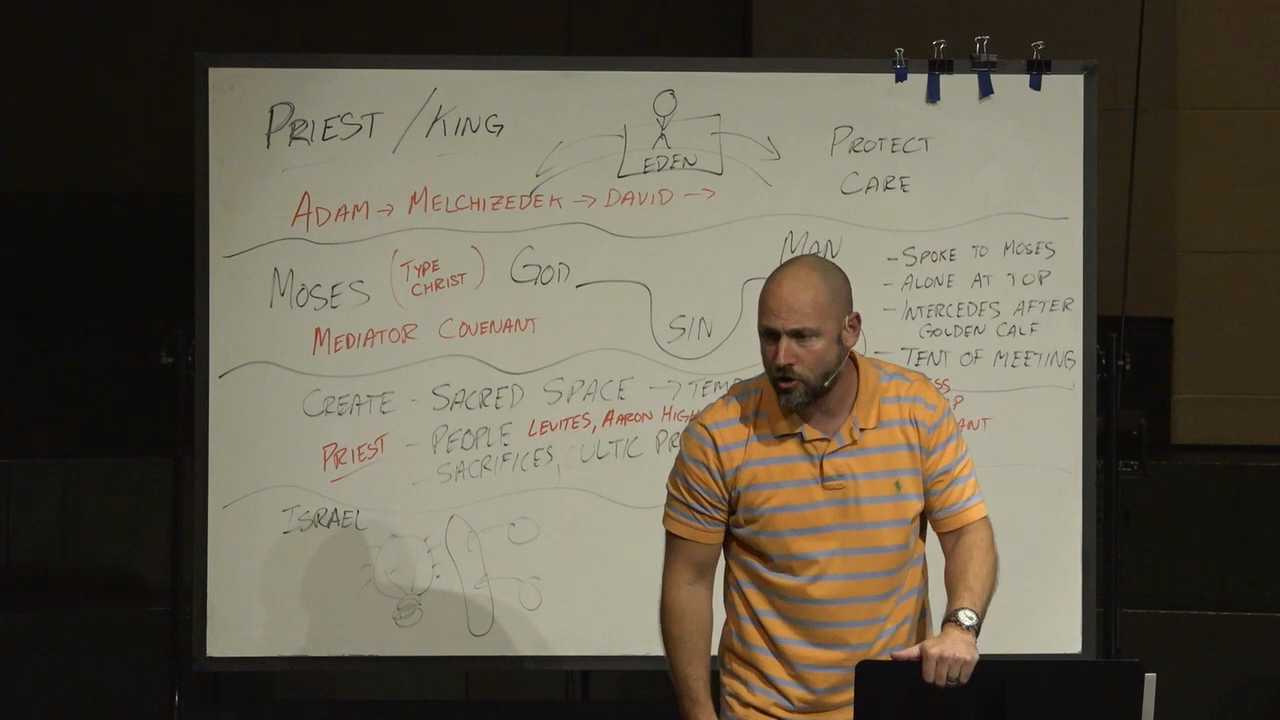 PRIEST / KING
EDEN
PROTECT
CARE
ADAM → MELCHIZEDEK → DAVID →
MOSES
(TYPE
CHRIST)
GOD
MAN
SIN
MEDIATOR COVENANT
- SPOKE TO MOSES
- ALONE AT TOP
- INTERCEDES AFTER
GOLDEN CALF
- TENT OF MEETING
CREATE - SACRED SPACE →
PRIEST - PEOPLE LEVITES, AARON HIGH
- SACRIFICES, CULTIC
ISRAEL